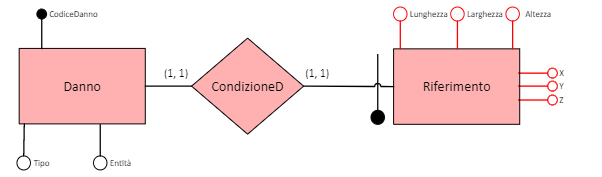 CodiceDanno
Lunghezza
Larghezza
Altezza
(1, 1)
(1, 1)
X
Danno
CondizioneD
Riferimento
Y
Z
Tipo
Entità